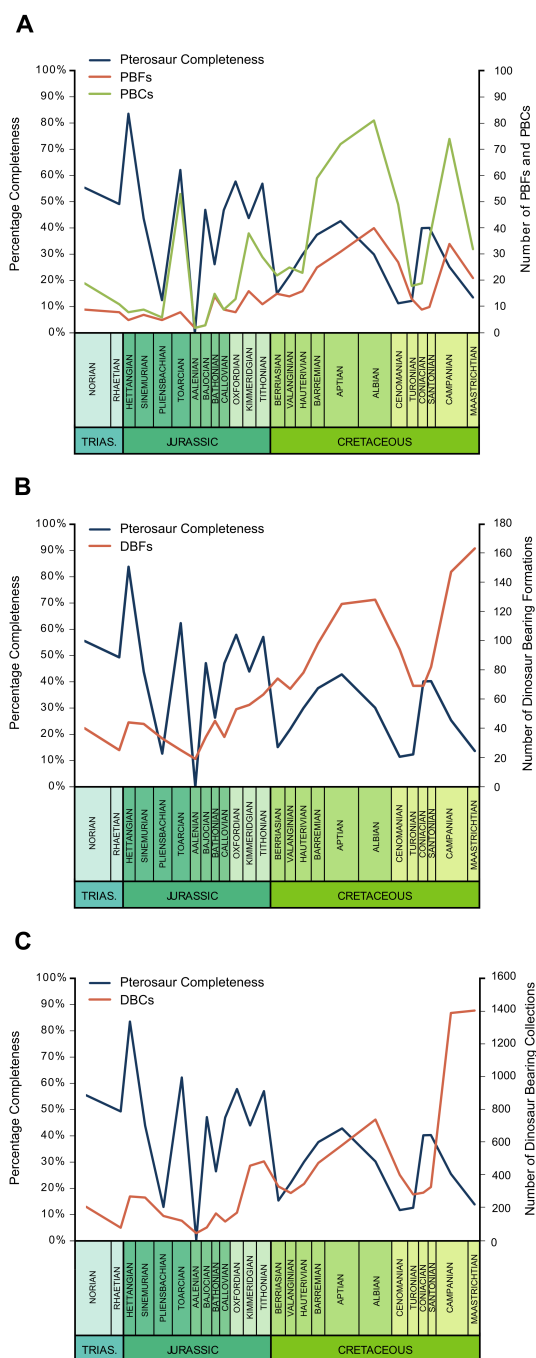 A
Pterosaur Completeness
PBFs
PBCs
Percentage Completeness
100%
90%
80%
70%
60%
50%
40%
30%
20%
10%
0%
100
90
80
70
60
50
40
30
20
10
0
Number of PBFs and PBCs
NORIAN
RHAETIAN
HETTANGIAN
SINEMURIAN
PLIENSBACHIAN
TOARCIAN
AALENIAN
BAJOCIAN
BATHONIAN
CALLOVIAN
OXFORDIAN
KIMMERIDGIAN
TITHONIAN
BERRIASIAN
VALANGINIAN
HAUTERIVIAN
BARREMIAN
APTIAN
ALBIAN
CENOMANIAN
TURONIAN
CONIACIAN
SANTONIAN
CAMPANIAN
MAASTRICHTIAN
TRIAS.
JURASSIC
CRETACEOUS
B
Pterosaur Completeness
DBFs
Percentage Completeness
100%
90%
80%
70%
60%
50%
40%
30%
20%
10%
0%
180
160
140
120
100
80
60
40
20
0
Number of Dinosaur Bearing Formations
NORIAN
RHAETIAN
HETTANGIAN
SINEMURIAN
PLIENSBACHIAN
TOARCIAN
AALENIAN
BAJOCIAN
BATHONIAN
CALLOVIAN
OXFORDIAN
KIMMERIDGIAN
TITHONIAN
BERRIASIAN
VALANGINIAN
HAUTERIVIAN
BARREMIAN
APTIAN
ALBIAN
CENOMANIAN
TURONIAN
CONIACIAN
SANTONIAN
CAMPANIAN
MAASTRICHTIAN
TRIAS.
JURASSIC
CRETACEOUS
C
Pterosaur Completeness
DBCs
Percentage Completeness
100%
90%
80%
70%
60%
50%
40%
30%
20%
10%
0%
1600
1400
1200
1000
800
600
400
200
0
Number of Dinosaur Bearing Collections
NORIAN
RHAETIAN
HETTANGIAN
SINEMURIAN
PLIENSBACHIAN
TOARCIAN
AALENIAN
BAJOCIAN
BATHONIAN
CALLOVIAN
OXFORDIAN
KIMMERIDGIAN
TITHONIAN
BERRIASIAN
VALANGINIAN
HAUTERIVIAN
BARREMIAN
APTIAN
ALBIAN
CENOMANIAN
TURONIAN
CONIACIAN
SANTONIAN
CAMPANIAN
MAASTRICHTIAN
TRIAS.
JURASSIC
CRETACEOUS